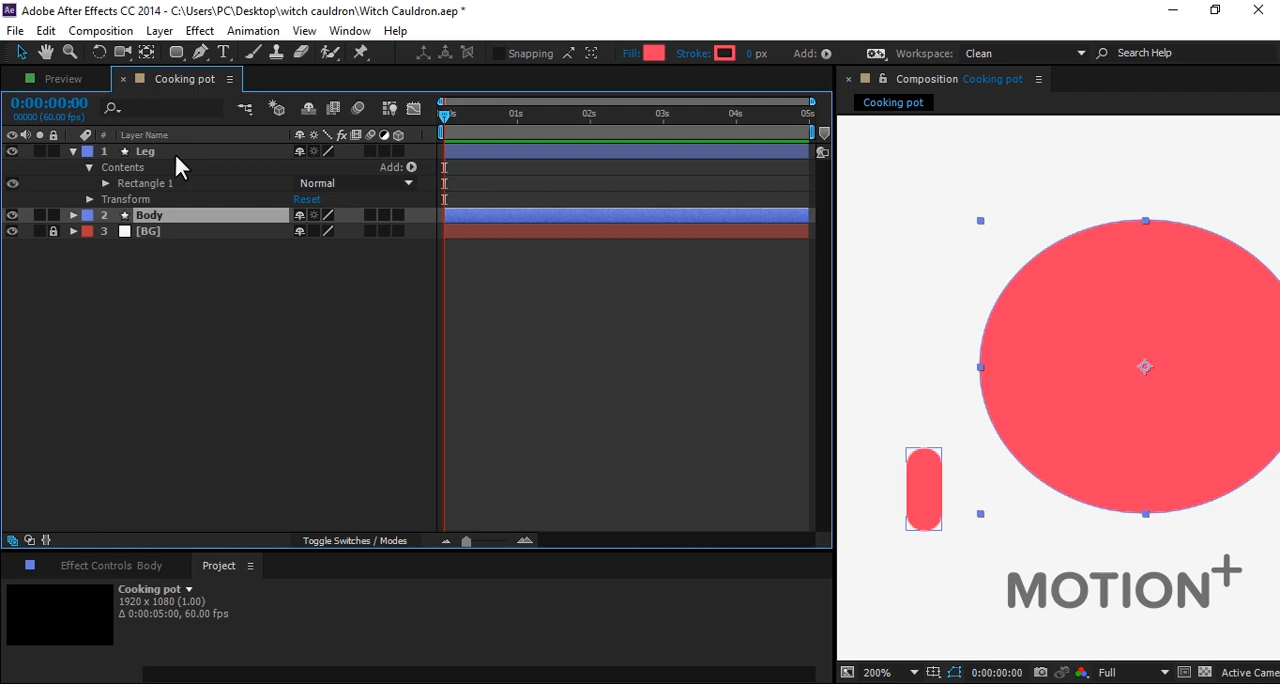 Ae Adobe After Effects CC 2014 - C:\Users\PC\Desktop\witch cauldron\Witch Cauldron.aep *
File Edit Composition Layer Effect Animation View Window Help
T Snapping Fill: Stroke: 0 px Add: Workspace: Clean Search Help
Preview × Cooking pot
× Composition Cooking pot
0:00:00:00
00000 (60.00 fps)
Cooking pot
01s 02s 03s 04s 05s
# Layer Name fx
1 Leg
Contents Add:
Rectangle 1 Normal
Transform Reset
2 Body
3 [BG]
MOTION+
Toggle Switches / Modes
Effect Controls Body Project
Cooking pot
1920 x 1080 (1.00)
Δ 0:00:05:00, 60.00 fps
200% 0:00:00:00 Full Active Came